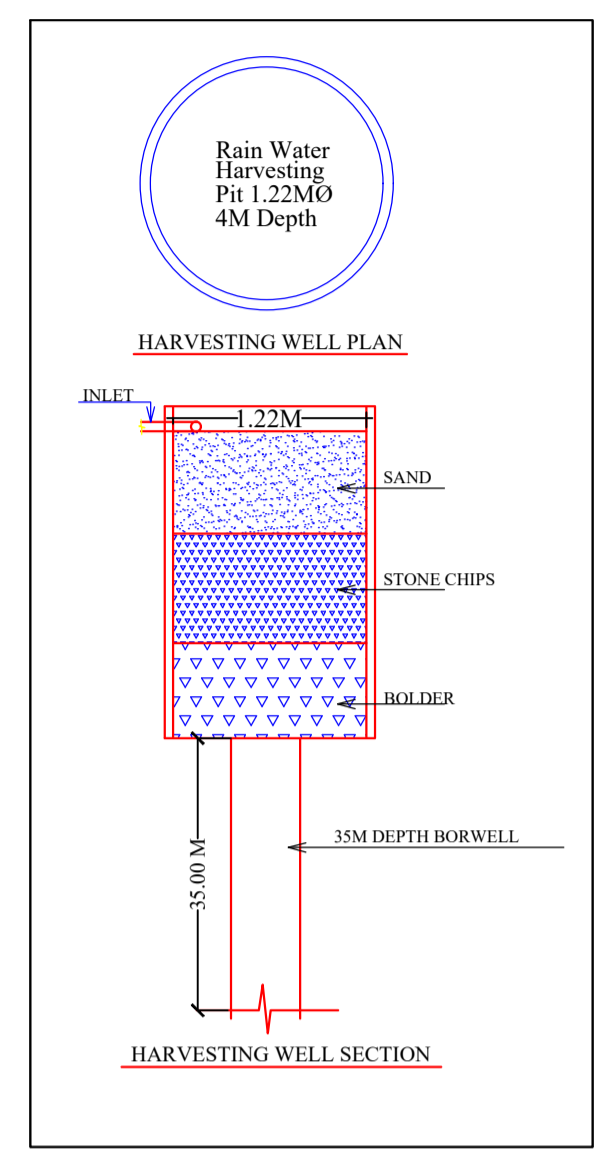 Rain Water
Harvesting
Pit 1.22MØ
4M Depth
HARVESTING WELL PLAN
INLET
1.22M
SAND
STONE CHIPS
BOLDER
35M DEPTH BORWELL
35.00 M
HARVESTING WELL SECTION